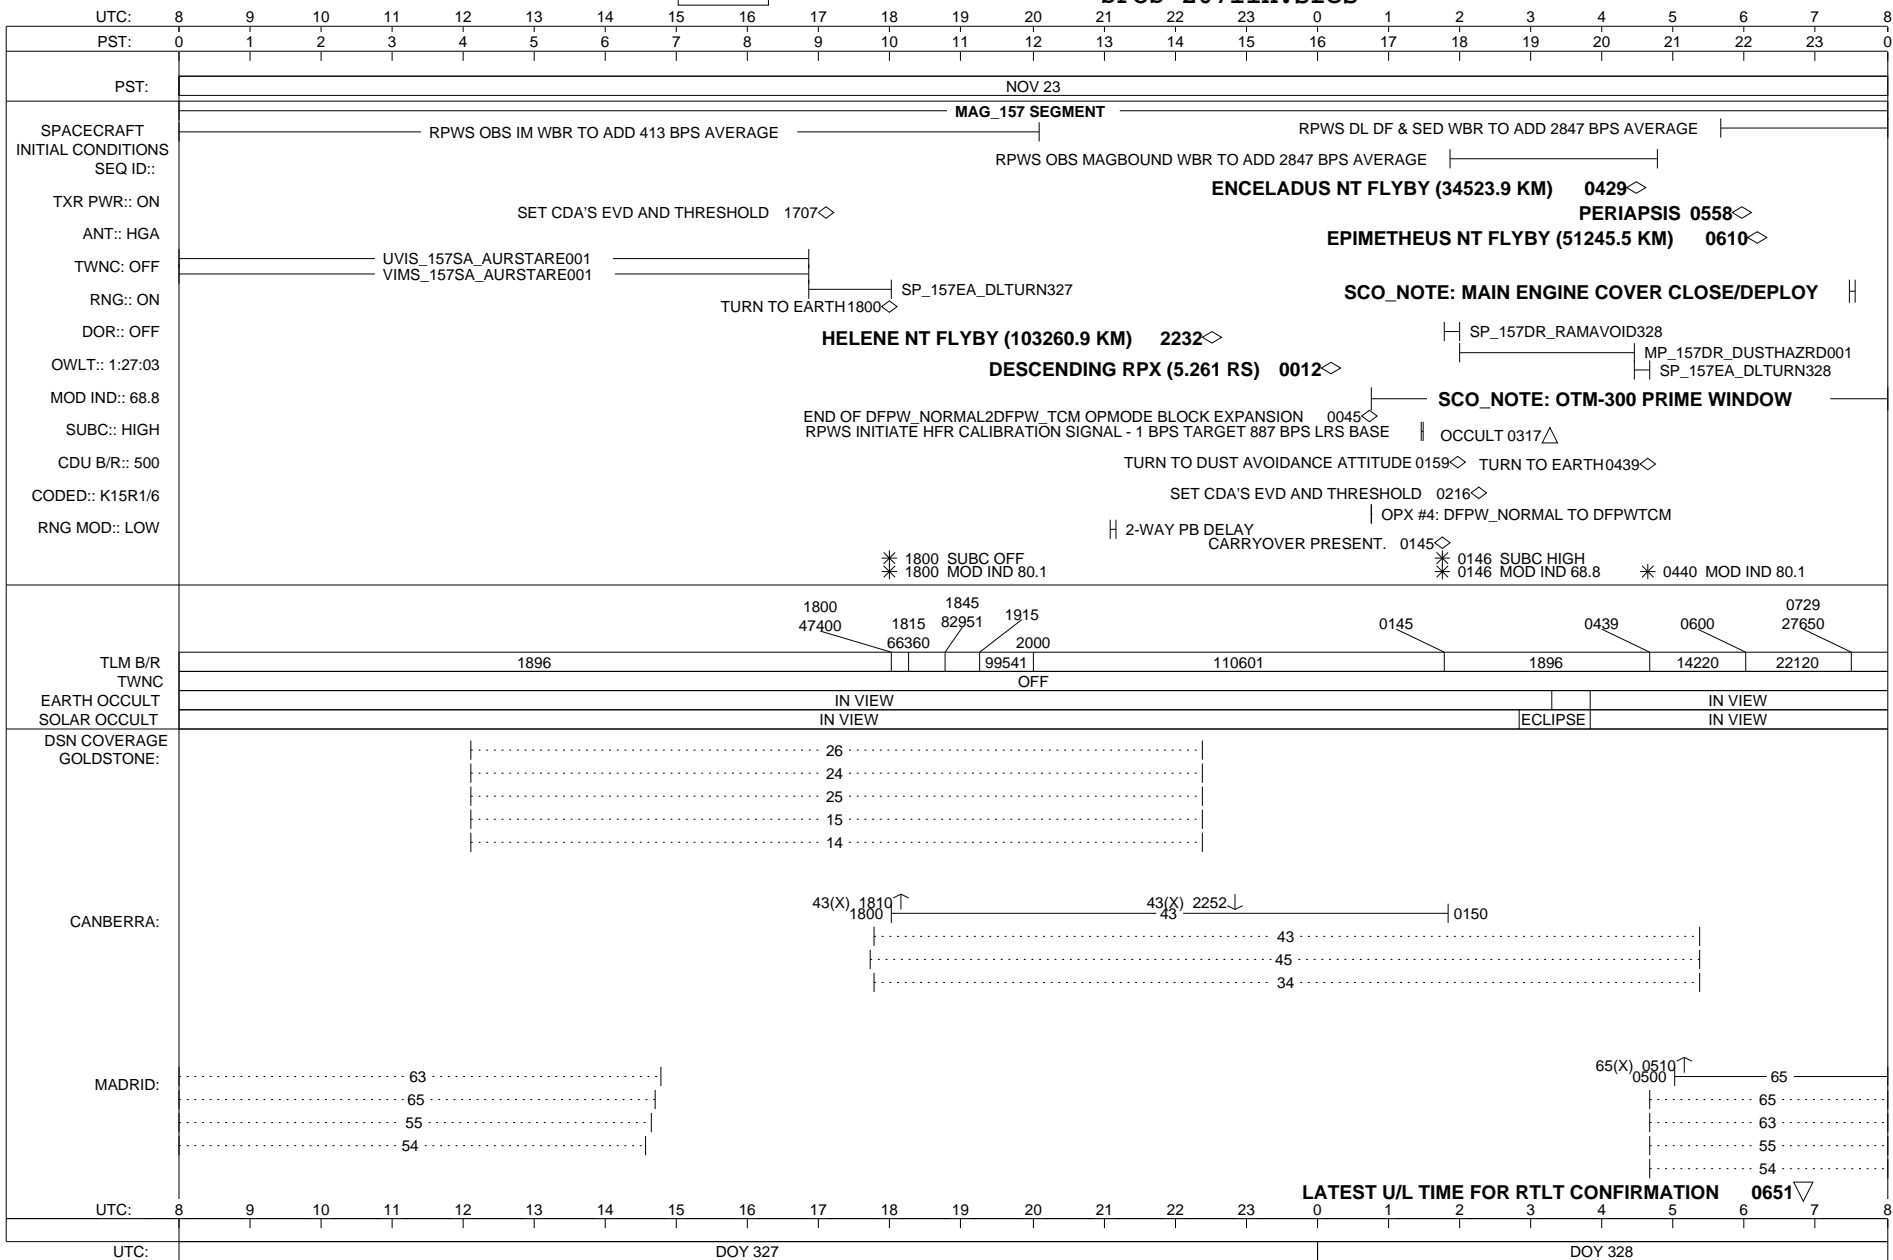 UTC: 8 9 10 11 12 13 14 15 16 17 18 19 20 21 22 23 0 1 2 3 4 5 6 7 8
PST: 0 1 2 3 4 5 6 7 8 9 10 11 12 13 14 15 16 17 18 19 20 21 22 23 0
PST: NOV 23
MAG_157 SEGMENT
SPACECRAFT
INITIAL CONDITIONS
SEQ ID::
TXR PWR:: ON
ANT:: HGA
TWNC: OFF
RNG:: ON
DOR:: OFF
OWLT:: 1:27:03
MOD IND:: 68.8
SUBC:: HIGH
CDU B/R:: 500
CODED:: K15R1/6
RNG MOD:: LOW
RPWS OBS IM WBR TO ADD 413 BPS AVERAGE
RPWS DL DF & SED WBR TO ADD 2847 BPS AVERAGE
RPWS OBS MAGBOUND WBR TO ADD 2847 BPS AVERAGE
ENCELADUS NT FLYBY (34523.9 KM) 0429
SET CDA'S EVD AND THRESHOLD 1707
PERIAPSIS 0558
EPIMETHEUS NT FLYBY (51245.5 KM) 0610
UVIS_157SA_AURSTARE001
VIMS_157SA_AURSTARE001
SP_157EA_DLTURN327
SCO_NOTE: MAIN ENGINE COVER CLOSE/DEPLOY
TURN TO EARTH 1800
SP_157DR_RAMAVOID328
HELENE NT FLYBY (103260.9 KM) 2232
MP_157DR_DUSTHAZRD001
DESCENDING RPX (5.261 RS) 0012
SP_157EA_DLTURN328
SCO_NOTE: OTM-300 PRIME WINDOW
END OF DFPW_NORMAL2DFPW_TCM OPMODE BLOCK EXPANSION 0045
RPWS INITIATE HFR CALIBRATION SIGNAL - 1 BPS TARGET 887 BPS LRS BASE
OCCULT 0317
TURN TO DUST AVOIDANCE ATTITUDE 0159
TURN TO EARTH 0439
SET CDA'S EVD AND THRESHOLD 0216
OPX #4: DFPW_NORMAL TO DFPWTCM
2-WAY PB DELAY
CARRYOVER PRESENT. 0145
1800 SUBC OFF
0146 SUBC HIGH
1800 MOD IND 80.1
0146 MOD IND 68.8
0440 MOD IND 80.1
1800 1845 0729
47400 1815 82951 1915 0145 0439 0600 27650
66360 2000
TLM B/R 1896 99541 110601 1896 14220 22120
TWNC OFF
EARTH OCCULT IN VIEW IN VIEW
SOLAR OCCULT IN VIEW ECLIPSE IN VIEW
DSN COVERAGE
GOLDSTONE: 26
24
25
15
14
CANBERRA:
43(X) 1810 43(X) 2252
1800 43 0150
43
45
34
MADRID:
65(X) 0510
63 0500 65
65 65
55 63
54 55
54
LATEST U/L TIME FOR RTLT CONFIRMATION 0651
UTC: 8 9 10 11 12 13 14 15 16 17 18 19 20 21 22 23 0 1 2 3 4 5 6 7 8
UTC: DOY 327 DOY 328